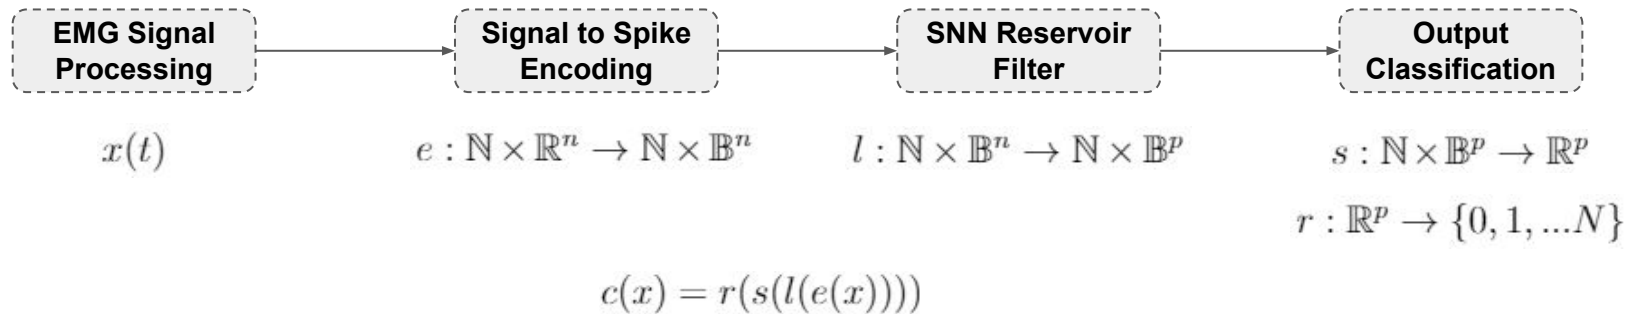 EMG Signal
Processing
Signal to Spike
Encoding
SNN Reservoir
Filter
Output
Classification
x(t)
e : ℕ × ℝⁿ → ℕ × 𝔹ⁿ
l : ℕ × 𝔹ⁿ → ℕ × 𝔹ᵖ
s : ℕ × 𝔹ᵖ → ℝᵖ
r : ℝᵖ → {0, 1, ...N}
c(x) = r(s(l(e(x))))